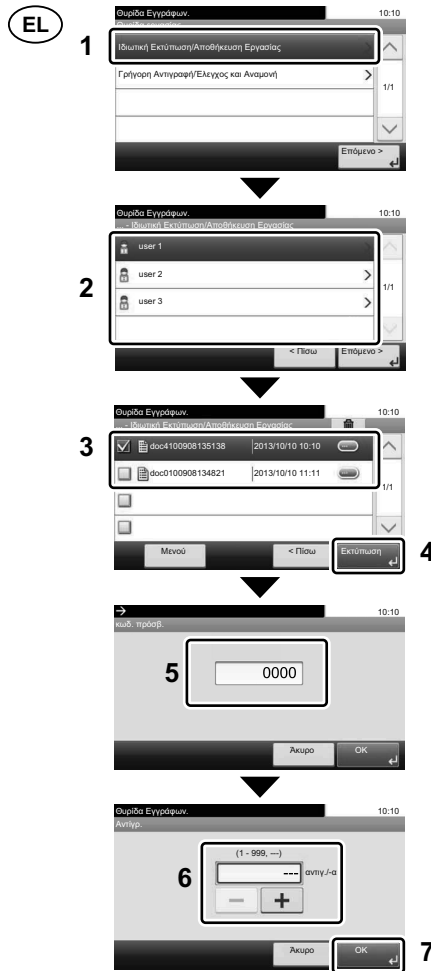 EL
Θυρίδα Εγγράφων. 10:10
Θυρίδα εργασίας
1
Ιδιωτική Εκτύπωση/Αποθήκευση Εργασίας
Γρήγορη Αντιγραφή/Έλεγχος και Αναμονή
1/1
Επόμενο >
Θυρίδα Εγγράφων. 10:10
... - Ιδιωτική Εκτύπωση/Αποθήκευση Εργασίας
2
user 1
user 2
user 3
1/1
< Πίσω Επόμενο >
Θυρίδα Εγγράφων. 10:10
... - Ιδιωτική Εκτύπωση/Αποθήκευση Εργασίας
3
doc4100908135138 2013/10/10 10:10
doc0100908134821 2013/10/10 11:11
1/1
Μενού < Πίσω Εκτύπωση
4
10:10
κωδ. πρόσβ.
5
0000
Άκυρο OK
Θυρίδα Εγγράφων. 10:10
Αντίγρ.
6
(1 - 999, ---)
--- αντιγ./-α
− +
Άκυρο OK
7